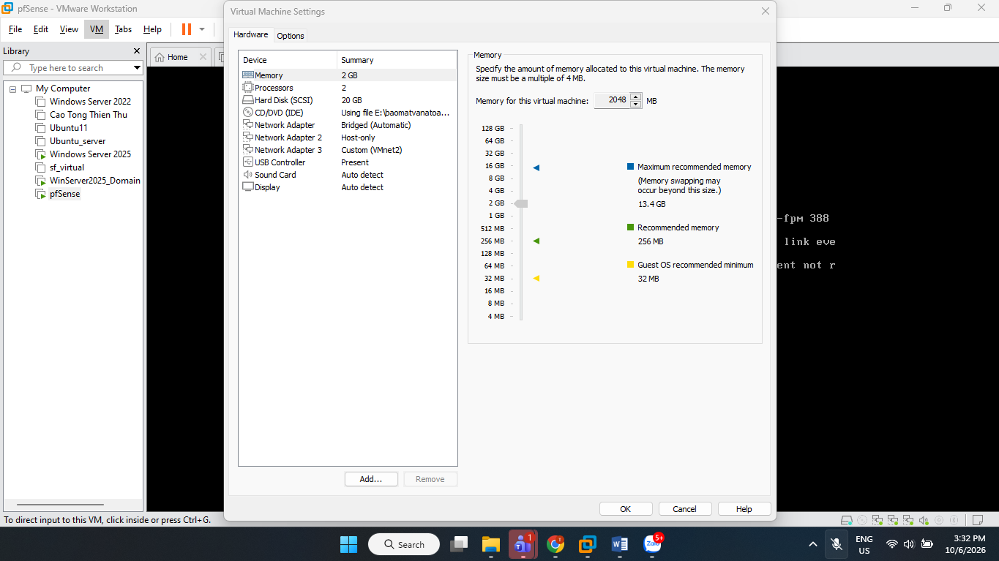 pfSense - VMware Workstation
File Edit View VM Tabs Help
Library
Type here to search
My Computer
Windows Server 2022
Cao Tong Thien Thu
Ubuntu11
Ubuntu_server
Windows Server 2025
sf_virtual
WinServer2025_Domain
pfSense
Home
Virtual Machine Settings
Hardware Options
Device Summary
Memory 2 GB
Processors 2
Hard Disk (SCSI) 20 GB
CD/DVD (IDE) Using file E:\baomatvanatoa...
Network Adapter Bridged (Automatic)
Network Adapter 2 Host-only
Network Adapter 3 Custom (VMnet2)
USB Controller Present
Sound Card Auto detect
Display Auto detect
Add... Remove
Memory
Specify the amount of memory allocated to this virtual machine. The memory
size must be a multiple of 4 MB.
Memory for this virtual machine: 2048 MB
128 GB
64 GB
32 GB
16 GB
8 GB
4 GB
2 GB
1 GB
512 MB
256 MB
128 MB
64 MB
32 MB
16 MB
8 MB
4 MB
Maximum recommended memory
(Memory swapping may
occur beyond this size.)
13.4 GB
Recommended memory
256 MB
Guest OS recommended minimum
32 MB
OK Cancel Help
-fpm 388
link eve
ent not r
To direct input to this VM, click inside or press Ctrl+G.
Search
1
Zalo
5+
ENG
US
3:32 PM
10/6/2026